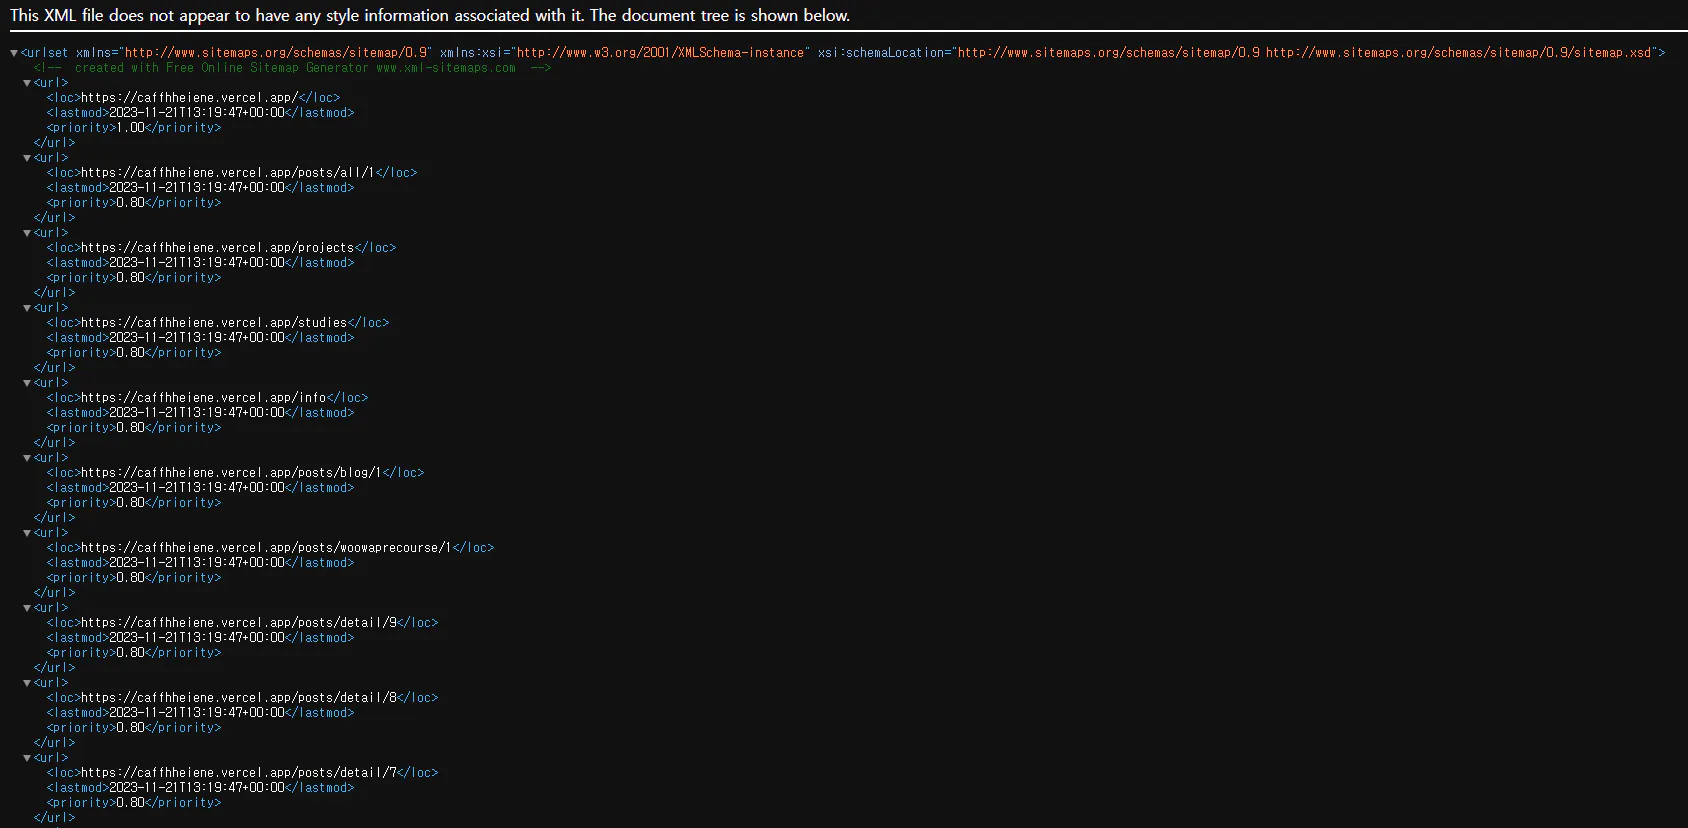 This XML file does not appear to have any style information associated with it. The document tree is shown below.
▼<urlset xmlns="http://www.sitemaps.org/schemas/sitemap/0.9" xmlns:xsi="http://www.w3.org/2001/XMLSchema-instance" xsi:schemaLocation="http://www.sitemaps.org/schemas/sitemap/0.9 http://www.sitemaps.org/schemas/sitemap/0.9/sitemap.xsd">
<!-- created with Free Online Sitemap Generator www.xml-sitemaps.com -->
▼<url>
<loc>https://caffhheiene.vercel.app/</loc>
<lastmod>2023-11-21T13:19:47+00:00</lastmod>
<priority>1.00</priority>
</url>
▼<url>
<loc>https://caffhheiene.vercel.app/posts/all/1</loc>
<lastmod>2023-11-21T13:19:47+00:00</lastmod>
<priority>0.80</priority>
</url>
▼<url>
<loc>https://caffhheiene.vercel.app/projects</loc>
<lastmod>2023-11-21T13:19:47+00:00</lastmod>
<priority>0.80</priority>
</url>
▼<url>
<loc>https://caffhheiene.vercel.app/studies</loc>
<lastmod>2023-11-21T13:19:47+00:00</lastmod>
<priority>0.80</priority>
</url>
▼<url>
<loc>https://caffhheiene.vercel.app/info</loc>
<lastmod>2023-11-21T13:19:47+00:00</lastmod>
<priority>0.80</priority>
</url>
▼<url>
<loc>https://caffhheiene.vercel.app/posts/blog/1</loc>
<lastmod>2023-11-21T13:19:47+00:00</lastmod>
<priority>0.80</priority>
</url>
▼<url>
<loc>https://caffhheiene.vercel.app/posts/woowaprecourse/1</loc>
<lastmod>2023-11-21T13:19:47+00:00</lastmod>
<priority>0.80</priority>
</url>
▼<url>
<loc>https://caffhheiene.vercel.app/posts/detail/9</loc>
<lastmod>2023-11-21T13:19:47+00:00</lastmod>
<priority>0.80</priority>
</url>
▼<url>
<loc>https://caffhheiene.vercel.app/posts/detail/8</loc>
<lastmod>2023-11-21T13:19:47+00:00</lastmod>
<priority>0.80</priority>
</url>
▼<url>
<loc>https://caffhheiene.vercel.app/posts/detail/7</loc>
<lastmod>2023-11-21T13:19:47+00:00</lastmod>
<priority>0.80</priority>
</url>